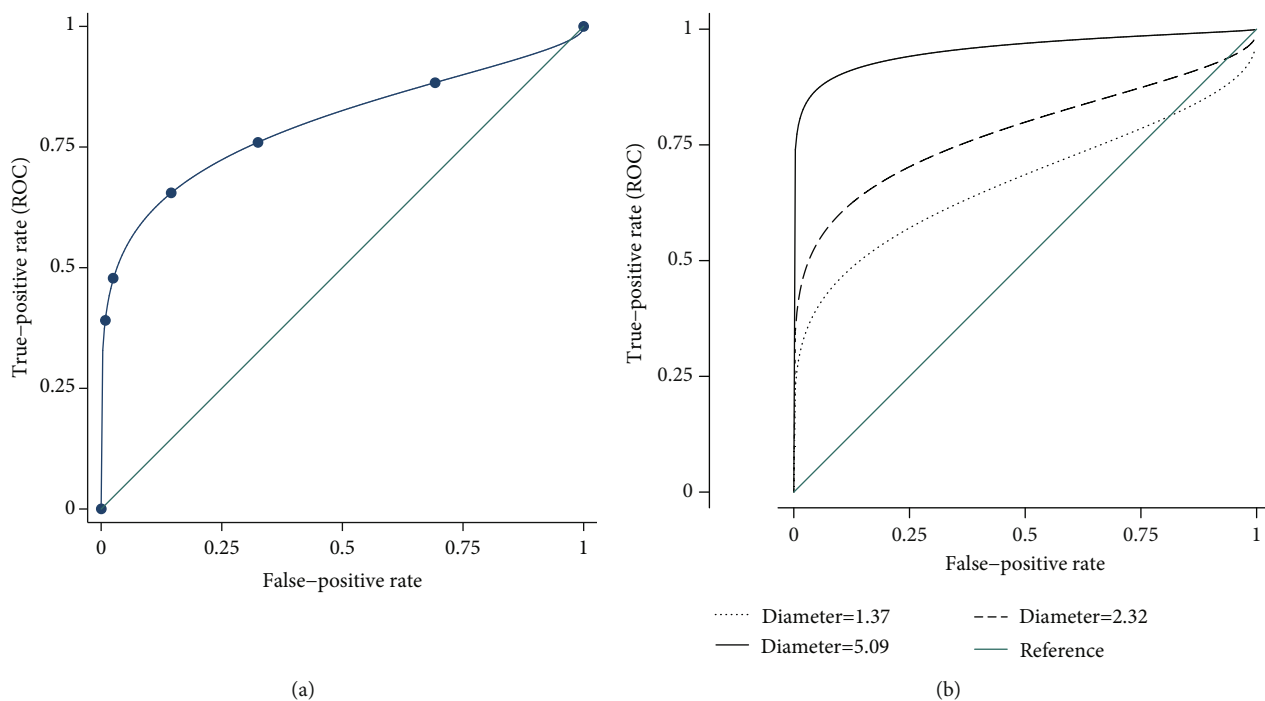 True−positive rate (ROC)
1
0.75
0.5
0.25
0
0 0.25 0.5 0.75 1
False−positive rate
(a)
True−positive rate (ROC)
1
0.75
0.5
0.25
0
0 0.25 0.5 0.75 1
False−positive rate
Diameter=1.37 Diameter=2.32
Diameter=5.09 Reference
(b)